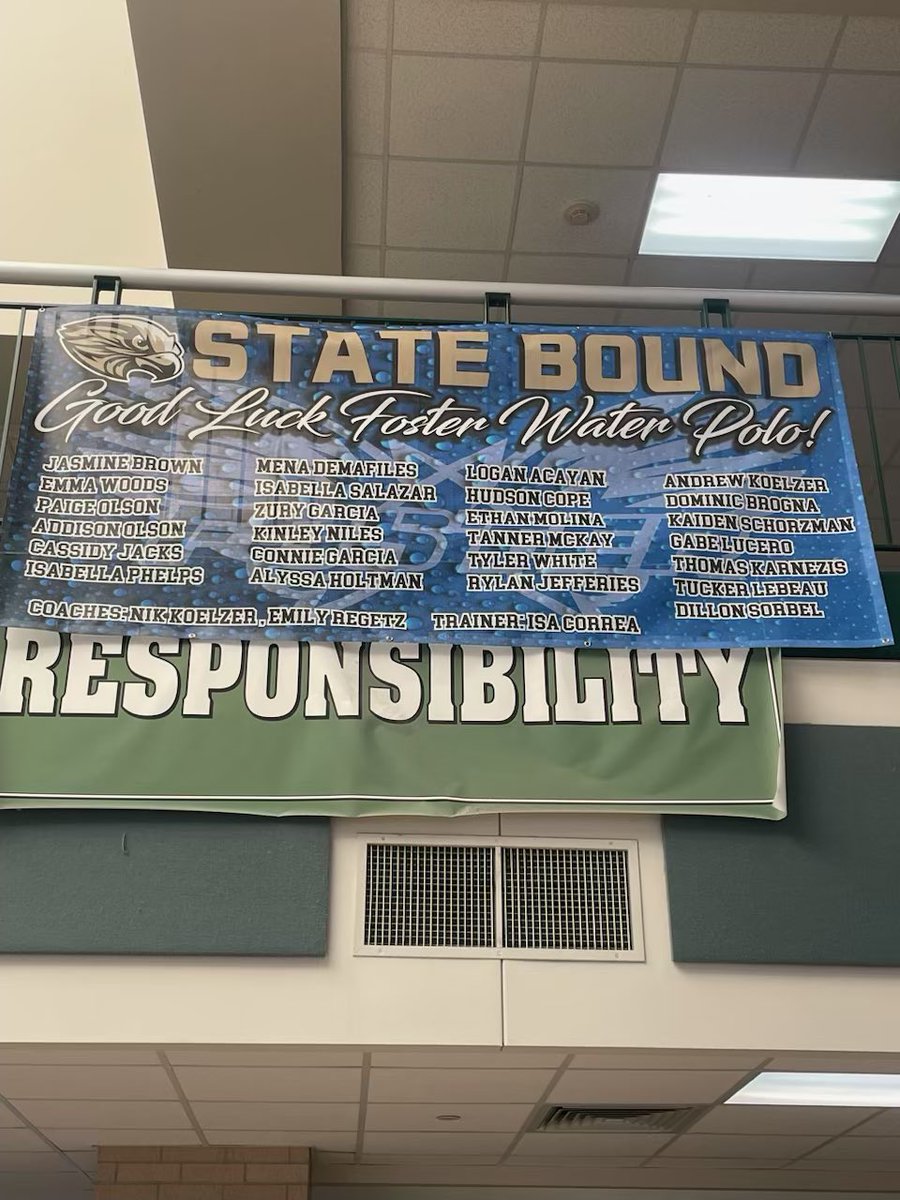 STATE BOUND
Good Luck Foster Water Polo!
JASMINE BROWN
EMMA WOODS
PAIGE OLSON
ADDISON OLSON
CASSIDY JACKS
ISABELLA PHELPS
MENA DEMAFILES
ISABELLA SALAZAR
ZURY GARCIA
KINLEY NILES
CONNIE GARCIA
ALYSSA HOLTMAN
LOGAN ACAYAN
HUDSON COPE
ETHAN MOLINA
TANNER MCKAY
TYLER WHITE
RYLAN JEFFERIES
ANDREW KOELZER
DOMINIC BROGNA
KAIDEN SCHORZMAN
GABE LUCERO
THOMAS KARNEZIS
TUCKER LEBEAU
DILLON SORBEL
COACHES: NIK KOELZER, EMILY REGETZ TRAINER: ISA CORREA
RESPONSIBILITY